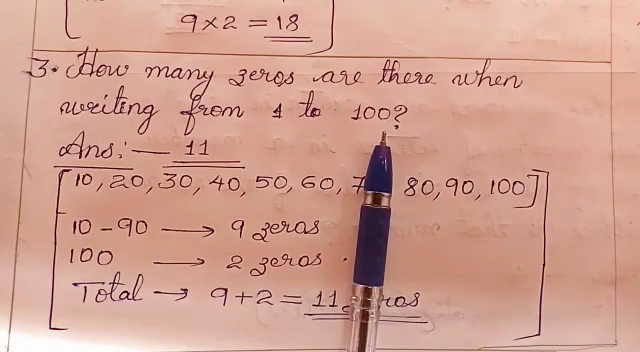 9×2 = 18
3. How many zeros are there when
writing from 1 to 100?
Ans:— 11
[10, 20, 30, 40, 50, 60, 80, 90, 100]
10 - 90 → 9 zeros
100 → 2 zeros.
Total → 9+2 = 11